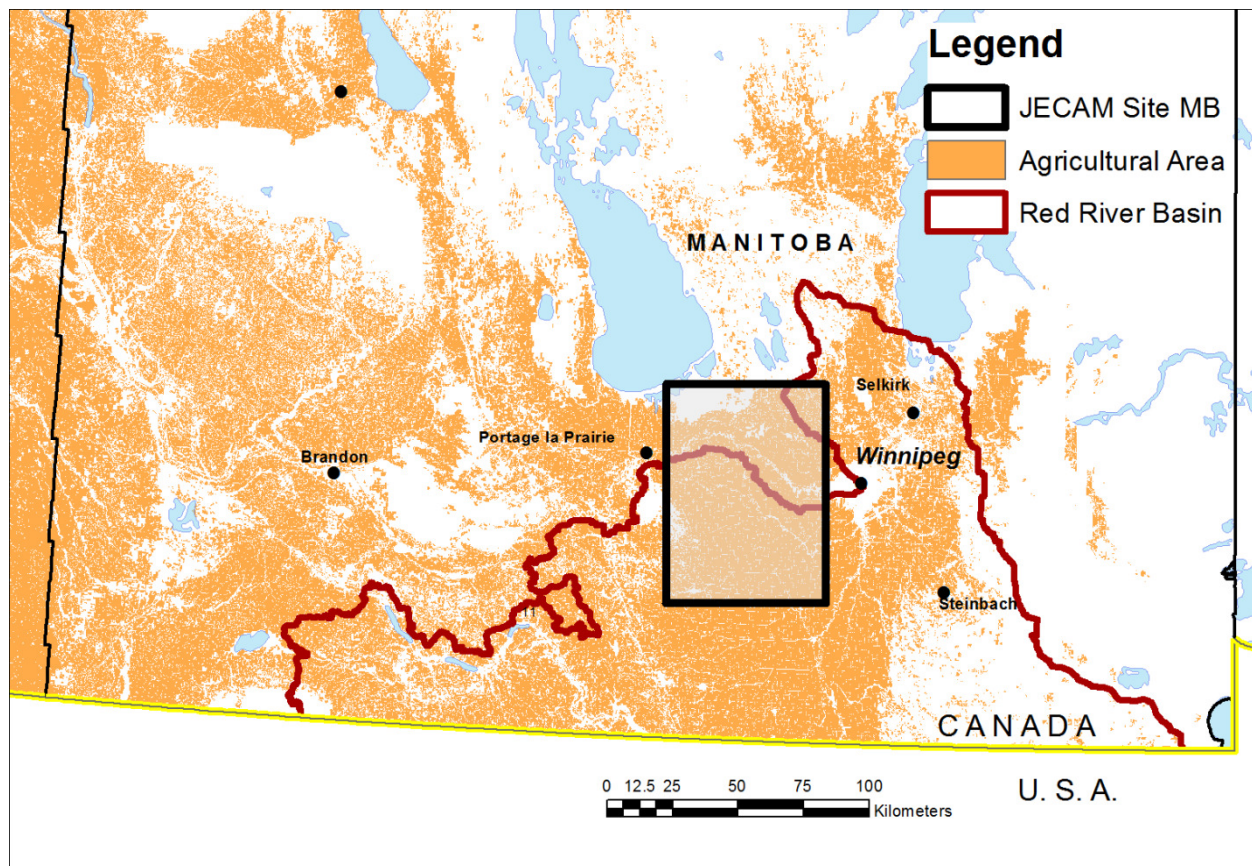 Legend
JECAM Site MB
Agricultural Area
Red River Basin
MANITOBA
Selkirk
Portage la Prairie
Winnipeg
Brandon
Steinbach
11
CANADA
U. S. A.
0 12.5 25 50 75 100
Kilometers